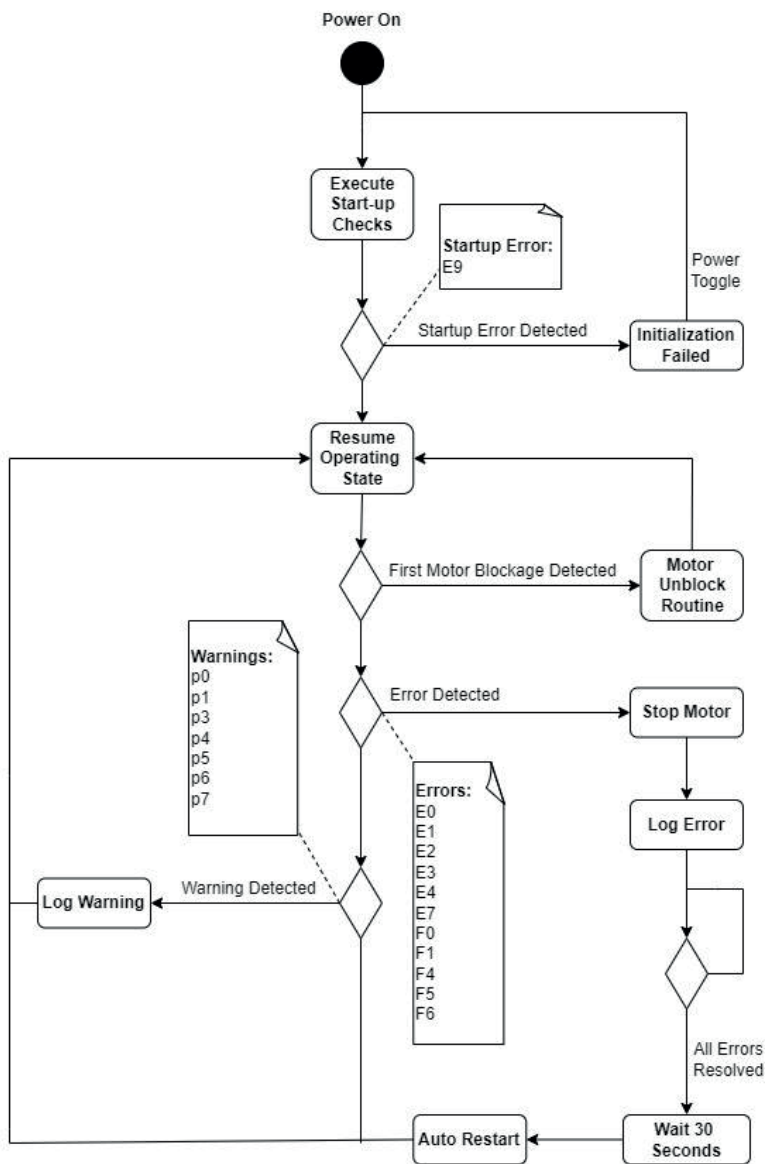 Power On
Execute
Start-up
Checks
Startup Error:
E9
Power
Toggle
Startup Error Detected
Initialization
Failed
Resume
Operating
State
First Motor Blockage Detected
Motor
Unblock
Routine
Warnings:
p0
p1
p3
p4
p5
p6
p7
Error Detected
Stop Motor
Errors:
E0
E1
E2
E3
E4
E7
F0
F1
F4
F5
F6
Log Error
Warning Detected
Log Warning
All Errors
Resolved
Auto Restart
Wait 30
Seconds